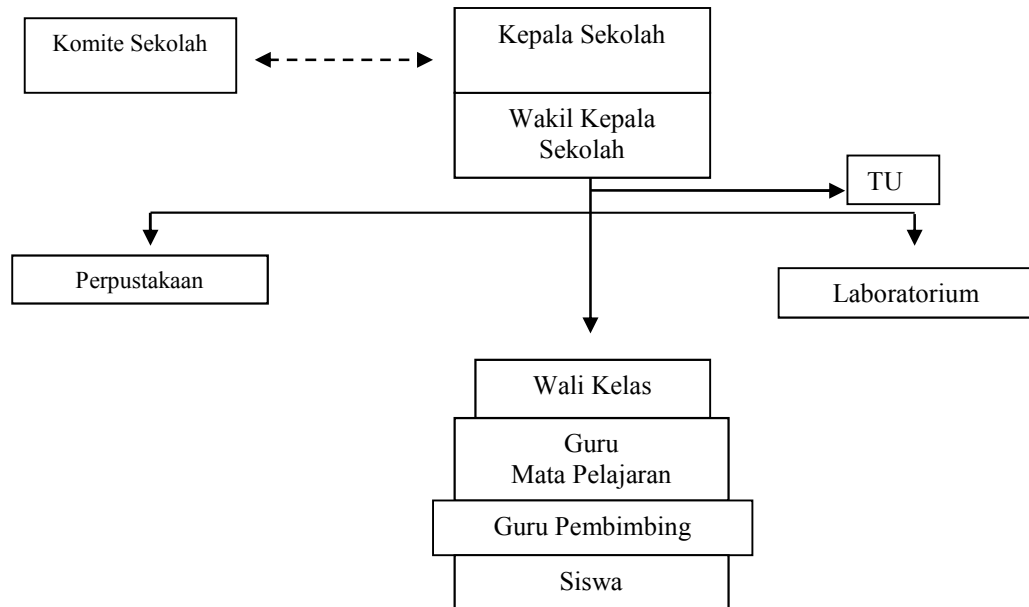 Komite Sekolah
Kepala Sekolah
Wakil Kepala
Sekolah
TU
Perpustakaan
Laboratorium
Wali Kelas
Guru
Mata Pelajaran
Guru Pembimbing
Siswa